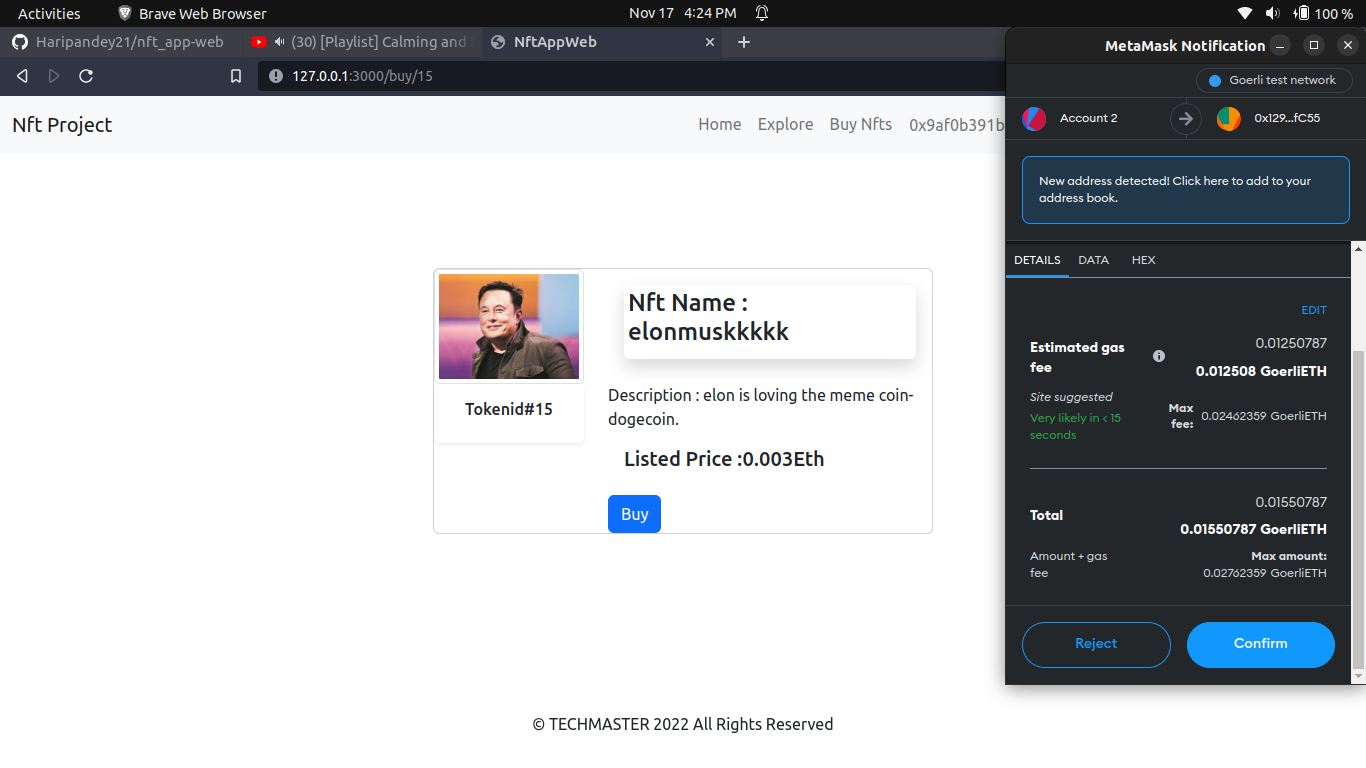 Activities
Brave Web Browser
Nov 17 4:24 PM
100 %
Haripandey21/nft_app-web
(30) [Playlist] Calming and
NftAppWeb
127.0.0.1:3000/buy/15
Nft Project
Home
Explore
Buy Nfts
0x9af0b391b
Nft Name :
elonmuskkkkk
Tokenid#15
Description : elon is loving the meme coin-
dogecoin.
Listed Price :0.003Eth
Buy
© TECHMASTER 2022 All Rights Reserved
MetaMask Notification
Goerli test network
Account 2
0x129...fC55
New address detected! Click here to add to your
address book.
DETAILS
DATA
HEX
EDIT
Estimated gas
fee
0.01250787
0.012508 GoerliETH
Site suggested
Very likely in < 15
seconds
Max
fee:
0.02462359 GoerliETH
Total
0.01550787
0.01550787 GoerliETH
Amount + gas
fee
Max amount:
0.02762359 GoerliETH
Reject
Confirm